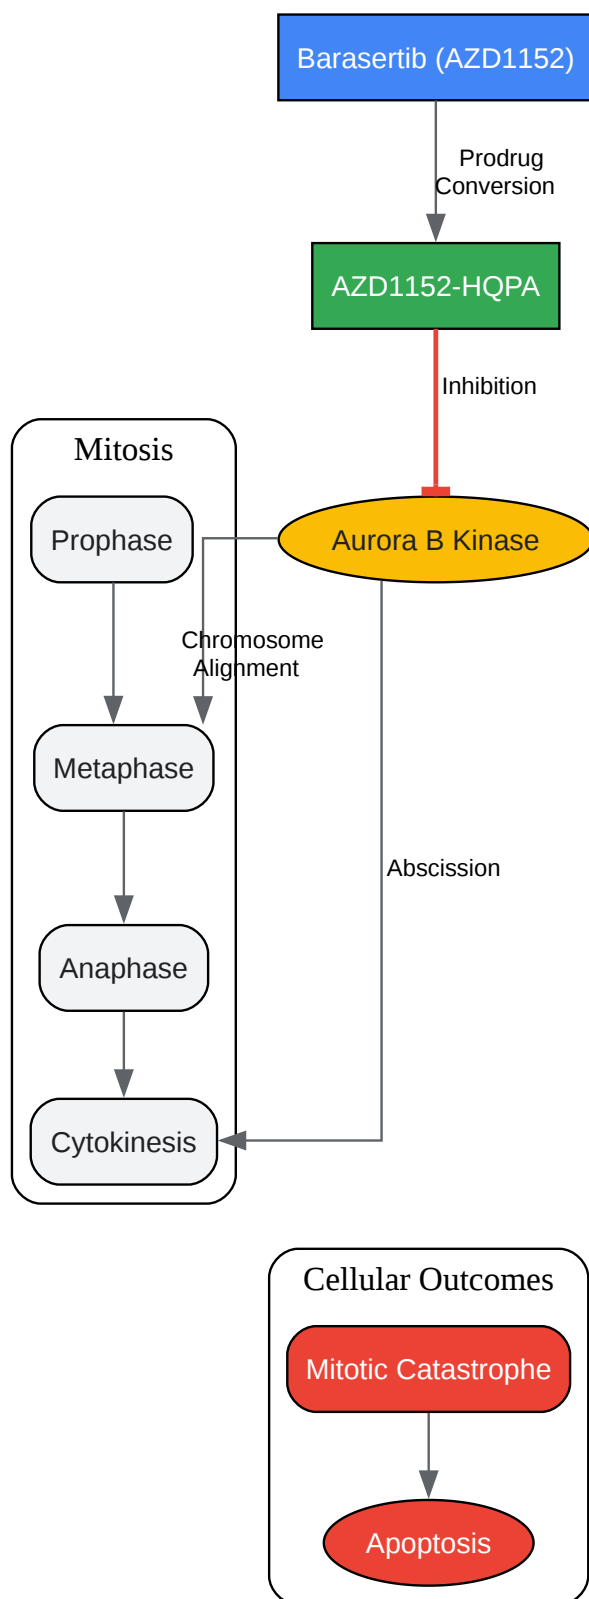 Barasertib (AZD1152)
Prodrug
Conversion
AZD1152-HQPA
Inhibition
Mitosis
Prophase
Aurora B Kinase
Chromosome
Alignment
Metaphase
Abscission
Anaphase
Cytokinesis
Cellular Outcomes
Mitotic Catastrophe
Apoptosis